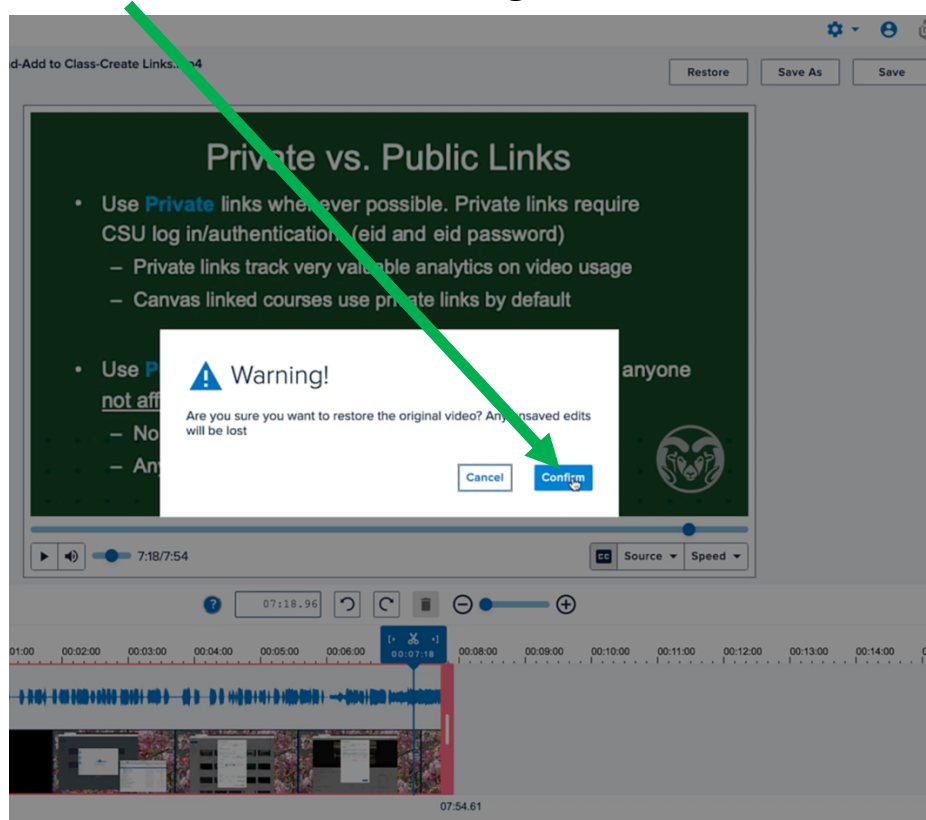 d-Add to Class-Create Links.mp4
Restore Save As Save
Private vs. Public Links
• Use Private links whenever possible. Private links require
CSU log in/authentication (eid and eid password)
– Private links track very valuable analytics on video usage
– Canvas linked courses use private links by default
• Use P anyone
not aff
– No
– An
Warning!
Are you sure you want to restore the original video? Any unsaved edits
will be lost
Cancel Confirm
7:18/7:54
CC Source Speed
? 07:18.96
01:00 00:02:00 00:03:00 00:04:00 00:05:00 00:06:00 00:07:18 00:08:00 00:09:00 00:10:00 00:11:00 00:12:00 00:13:00 00:14:00
07:54.61